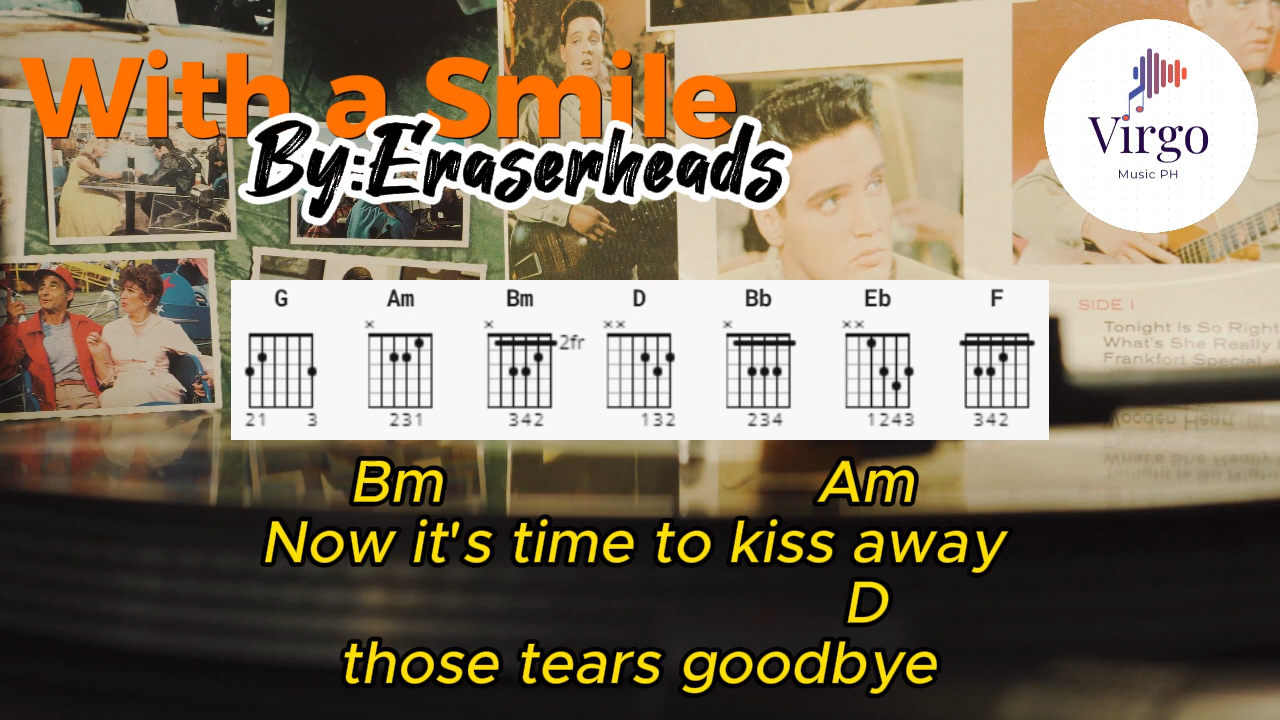 With a Smile
By:Eraserheads
Virgo
Music PH
G Am Bm D Bb Eb F
x x xx x xx
2fr
21 3 231 342 132 234 1243 342
SIDE 1
Tonight Is So Right
What's She Really
Frankfort Special
Bm Am
Now it's time to kiss away
D
those tears goodbye